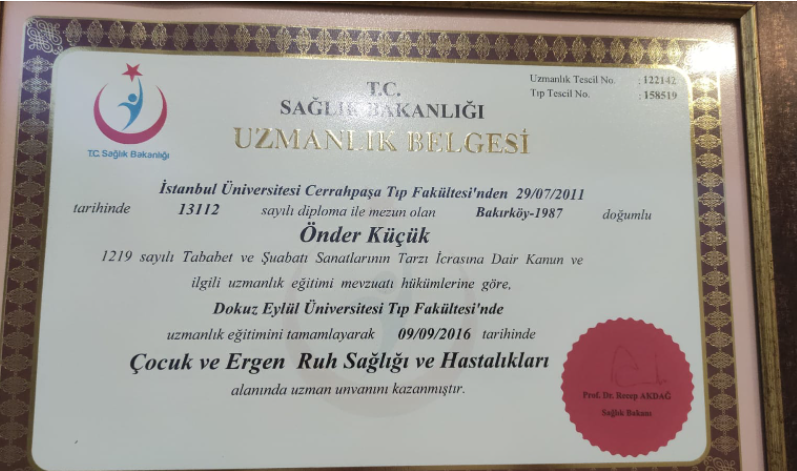 T.C.
SAĞLIK BAKANLIĞI
UZMANLIK BELGESİ
Uzmanlık Tescil No. : 122142
Tıp Tescil No. : 158519
T.C. Sağlık Bakanlığı
İstanbul Üniversitesi Cerrahpaşa Tıp Fakültesi'nden 29/07/2011
tarihinde 13112 sayılı diploma ile mezun olan Bakırköy-1987 doğumlu
Önder Küçük
1219 sayılı Tababet ve Şuabatı Sanatlarının Tarzı İcrasına Dair Kanun ve
ilgili uzmanlık eğitimi mevzuatı hükümlerine göre,
Dokuz Eylül Üniversitesi Tıp Fakültesi'nde
uzmanlık eğitimini tamamlayarak 09/09/2016 tarihinde
Çocuk ve Ergen Ruh Sağlığı ve Hastalıkları
alanında uzman unvanını kazanmıştır.
Prof. Dr. Recep AKDAĞ
Sağlık Bakanı